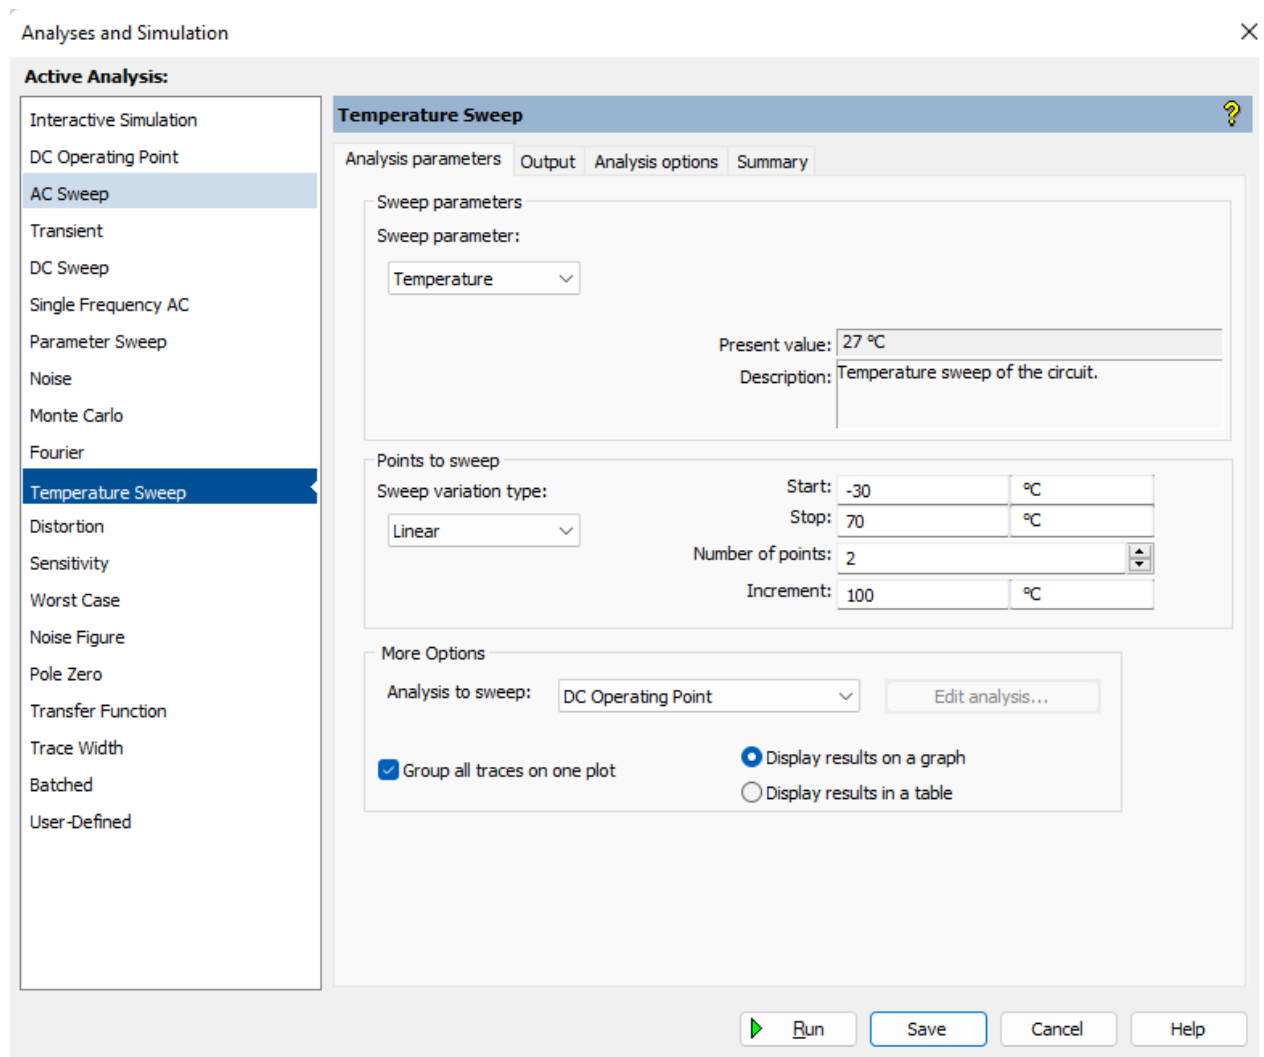 Analyses and Simulation
Active Analysis:
Interactive Simulation
DC Operating Point
AC Sweep
Transient
DC Sweep
Single Frequency AC
Parameter Sweep
Noise
Monte Carlo
Fourier
Temperature Sweep
Distortion
Sensitivity
Worst Case
Noise Figure
Pole Zero
Transfer Function
Trace Width
Batched
User-Defined
Temperature Sweep
Analysis parameters Output Analysis options Summary
Sweep parameters
Sweep parameter:
Temperature
Present value: 27 °C
Description: Temperature sweep of the circuit.
Points to sweep
Sweep variation type:
Linear
Start: -30 °C
Stop: 70 °C
Number of points: 2
Increment: 100 °C
More Options
Analysis to sweep: DC Operating Point Edit analysis...
Group all traces on one plot
Display results on a graph
Display results in a table
Run Save Cancel Help